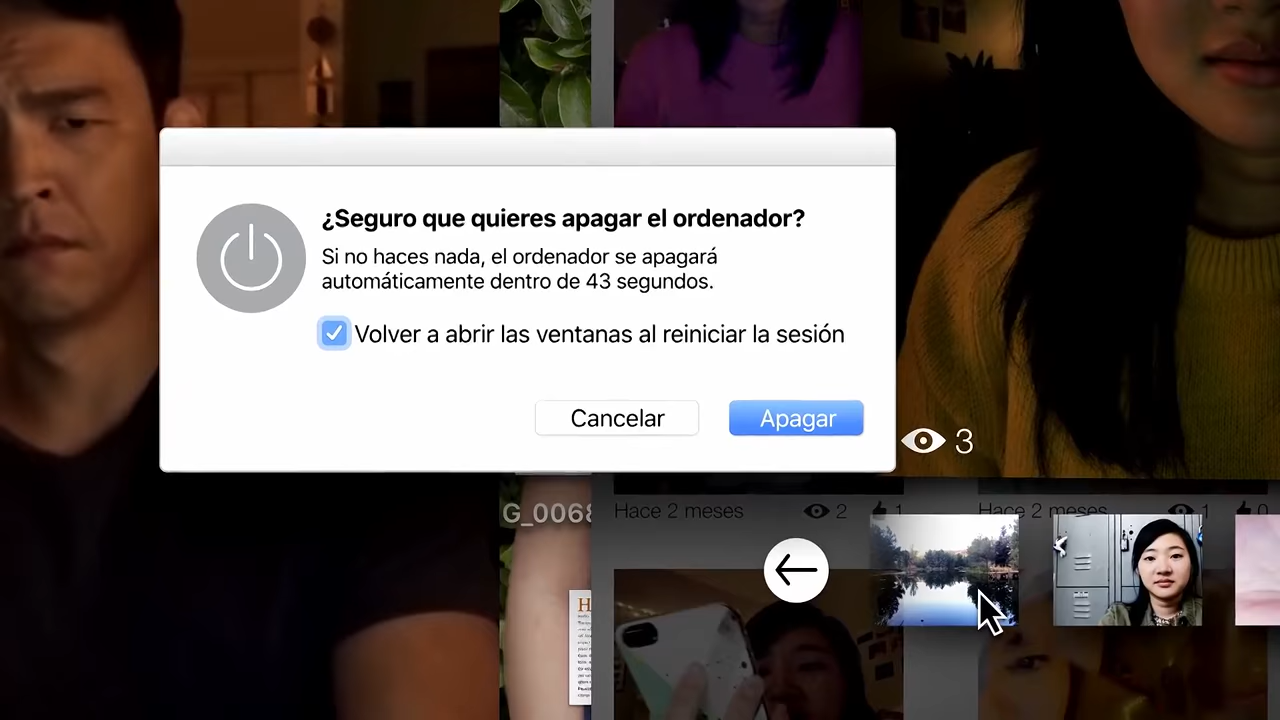 ¿Seguro que quieres apagar el ordenador?
Si no haces nada, el ordenador se apagará
automáticamente dentro de 43 segundos.
Volver a abrir las ventanas al reiniciar la sesión
Cancelar
Apagar
3
G_0068
Hace 2 meses
2
1
Hace 2 meses
1
0